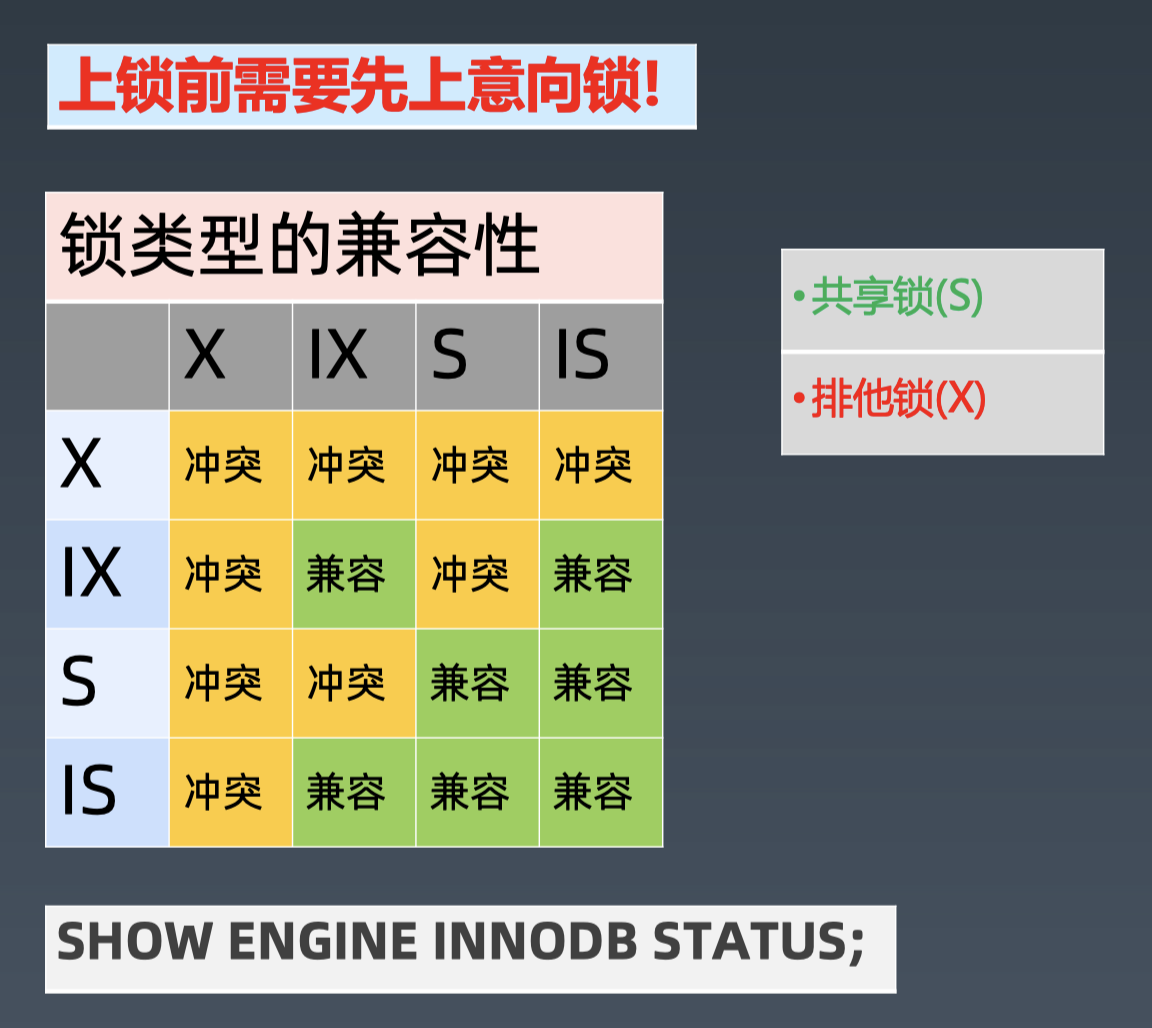 上锁前需要先上意向锁!
锁类型的兼容性
X IX S IS
X 冲突 冲突 冲突 冲突
IX 冲突 兼容 冲突 兼容
S 冲突 冲突 兼容 兼容
IS 冲突 兼容 兼容 兼容
•共享锁(S)
•排他锁(X)
SHOW ENGINE INNODB STATUS;